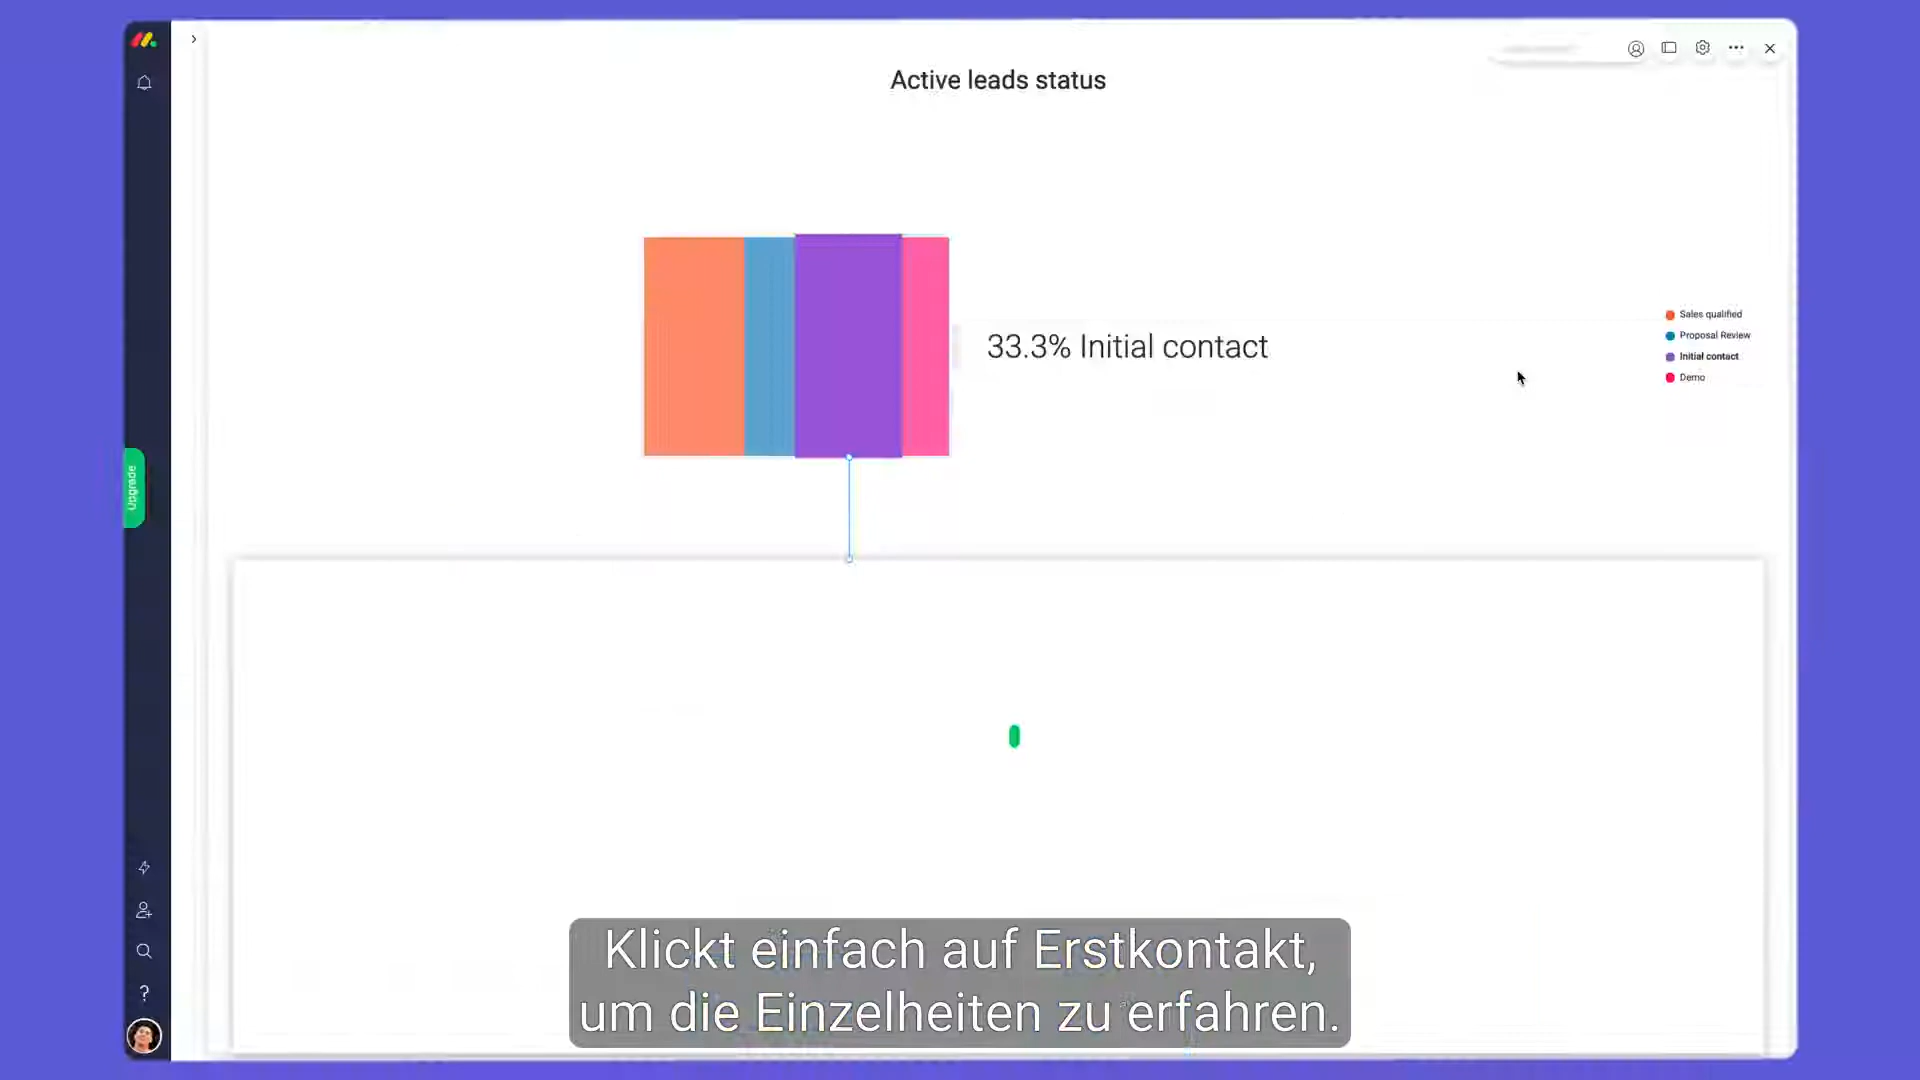 Active leads status
33.3% Initial contact
Sales qualified
Proposal Review
Initial contact
Demo
Upgrade
Klickt einfach auf Erstkontakt,
um die Einzelheiten zu erfahren.